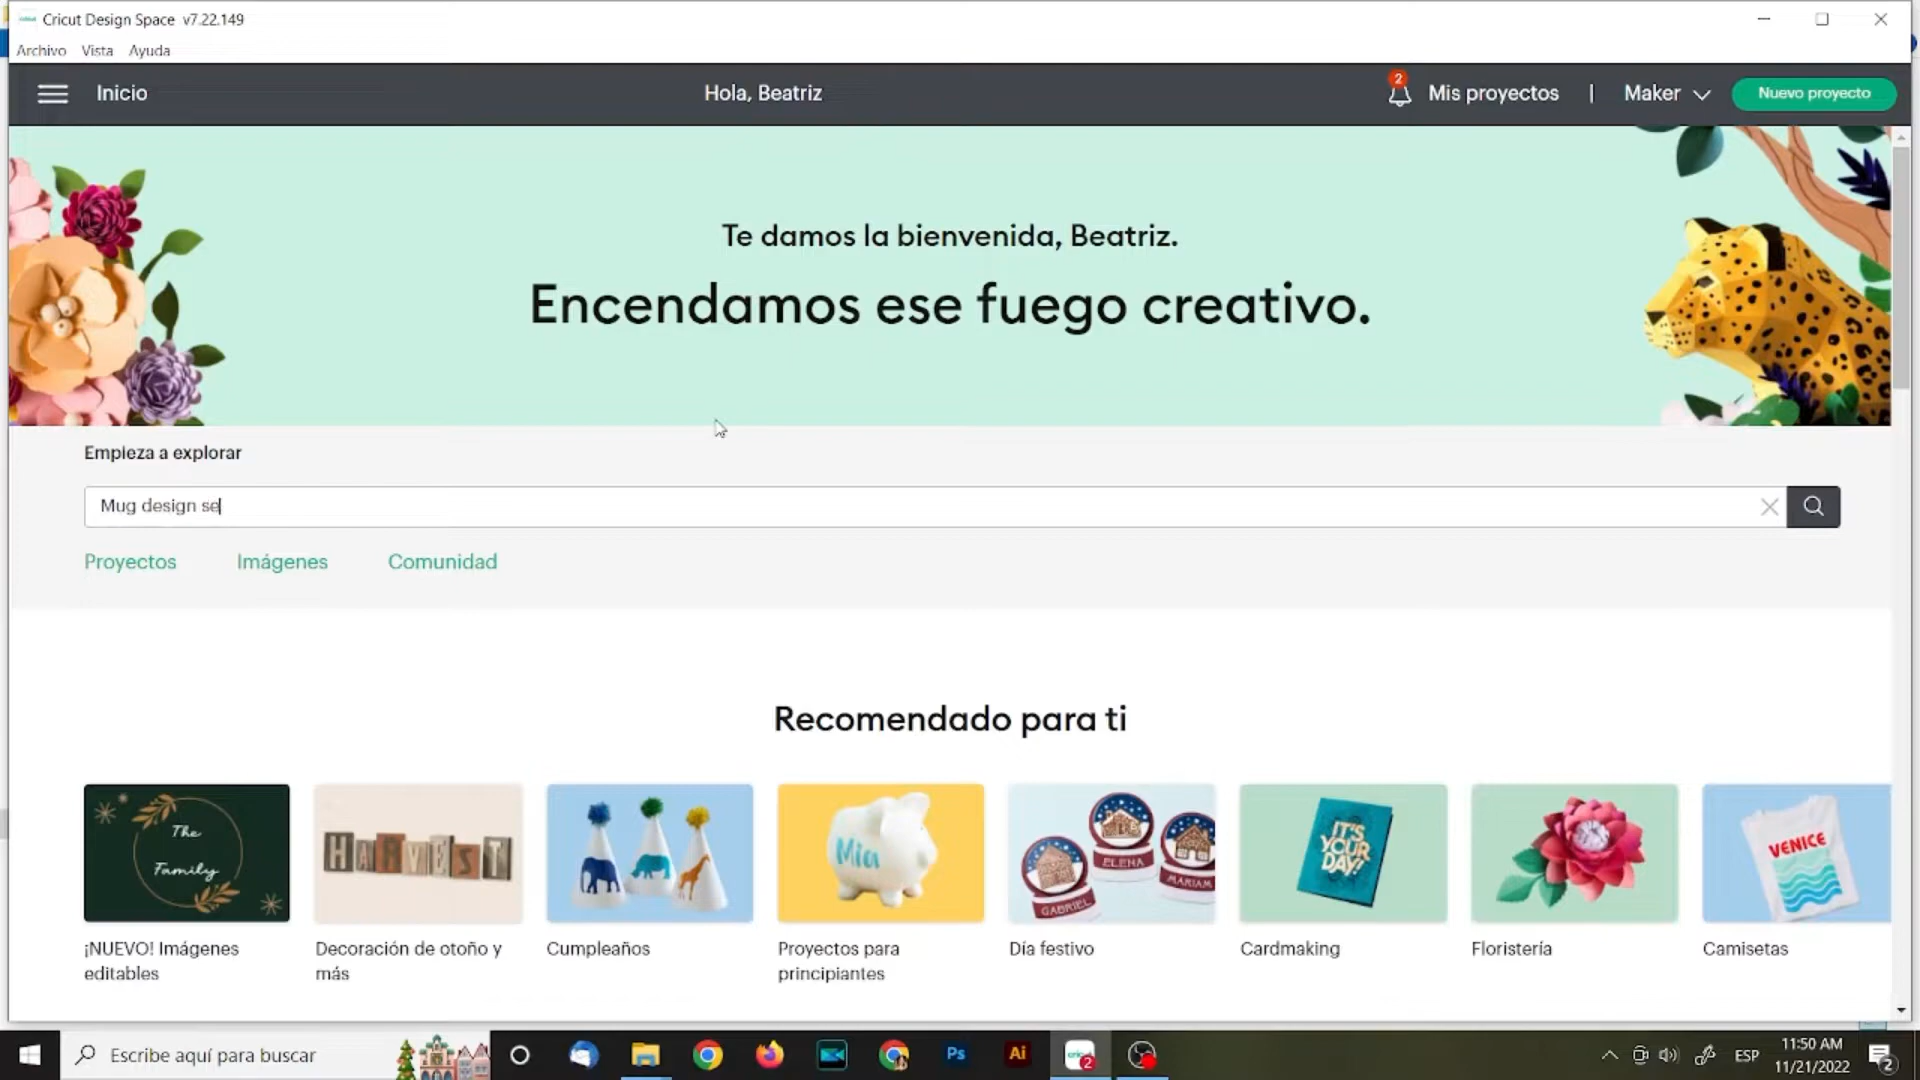 Cricut Design Space v7.22.149
Archivo Vista Ayuda
Inicio
Hola, Beatriz
2
Mis proyectos
|
Maker
Nuevo proyecto
Te damos la bienvenida, Beatriz.
Encendamos ese fuego creativo.
Empieza a explorar
Mug design se
Proyectos Imágenes Comunidad
Recomendado para ti
The
Family
HARVEST
Mia
GABRIEL
ELENA
MARIAM
IT'S
YOUR
DAY!
VENICE
¡NUEVO! Imágenes
editables
Decoración de otoño y
más
Cumpleaños
Proyectos para
principiantes
Día festivo
Cardmaking
Floristería
Camisetas
Escribe aquí para buscar
Ps
Ai
cricut
2
ESP
11:50 AM
11/21/2022
2